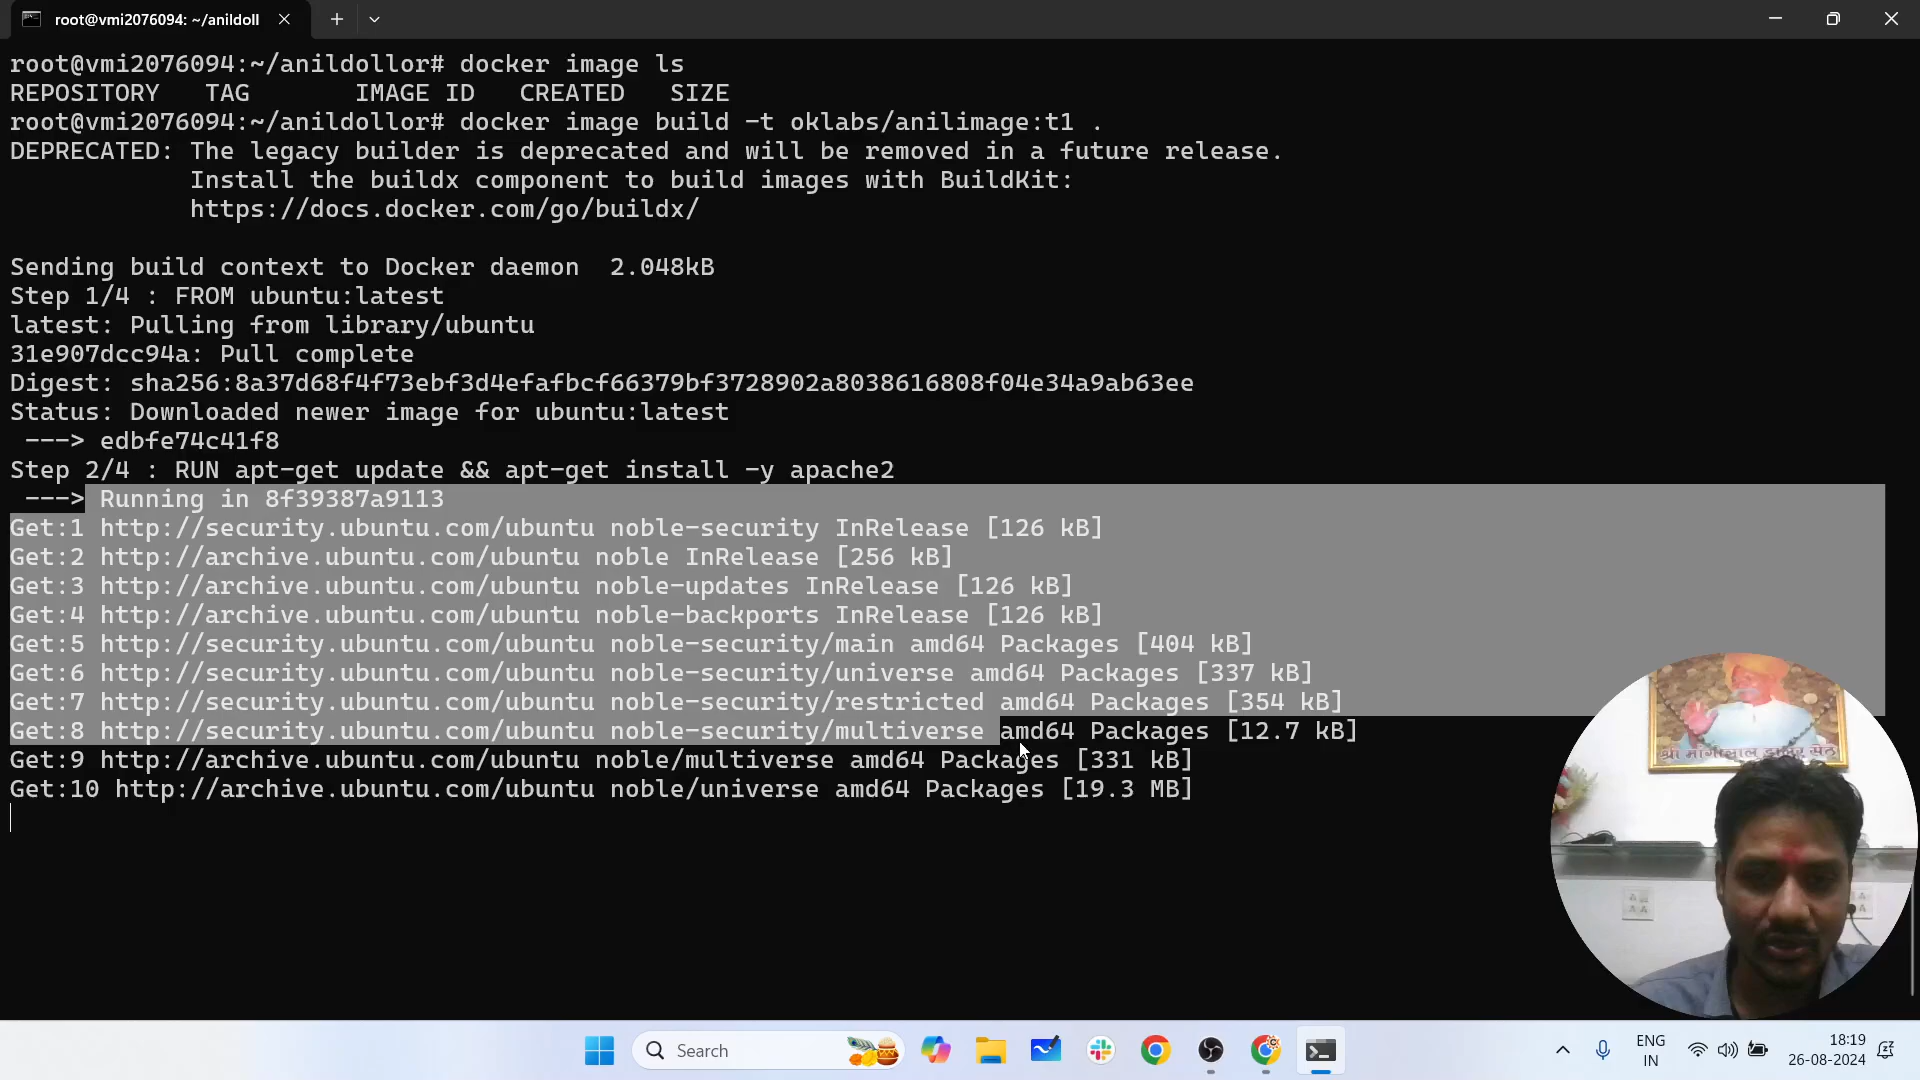 root@vmi2076094: ~/anildoll
root@vmi2076094:~/anildollor# docker image ls
REPOSITORY   TAG       IMAGE ID   CREATED   SIZE
root@vmi2076094:~/anildollor# docker image build -t oklabs/anilimage:t1 .
DEPRECATED: The legacy builder is deprecated and will be removed in a future release.
            Install the buildx component to build images with BuildKit:
            https://docs.docker.com/go/buildx/
Sending build context to Docker daemon  2.048kB
Step 1/4 : FROM ubuntu:latest
latest: Pulling from library/ubuntu
31e907dcc94a: Pull complete
Digest: sha256:8a37d68f4f73ebf3d4efafbcf66379bf3728902a8038616808f04e34a9ab63ee
Status: Downloaded newer image for ubuntu:latest
 ---> edbfe74c41f8
Step 2/4 : RUN apt-get update && apt-get install -y apache2
 ---> Running in 8f39387a9113
Get:1 http://security.ubuntu.com/ubuntu noble-security InRelease [126 kB]
Get:2 http://archive.ubuntu.com/ubuntu noble InRelease [256 kB]
Get:3 http://archive.ubuntu.com/ubuntu noble-updates InRelease [126 kB]
Get:4 http://archive.ubuntu.com/ubuntu noble-backports InRelease [126 kB]
Get:5 http://security.ubuntu.com/ubuntu noble-security/main amd64 Packages [404 kB]
Get:6 http://security.ubuntu.com/ubuntu noble-security/universe amd64 Packages [337 kB]
Get:7 http://security.ubuntu.com/ubuntu noble-security/restricted amd64 Packages [354 kB]
Get:8 http://security.ubuntu.com/ubuntu noble-security/multiverse amd64 Packages [12.7 kB]
Get:9 http://archive.ubuntu.com/ubuntu noble/multiverse amd64 Packages [331 kB]
Get:10 http://archive.ubuntu.com/ubuntu noble/universe amd64 Packages [19.3 MB]
श्री मांगीलाल डालर सेठ
Search
ENG
IN
18:19
26-08-2024